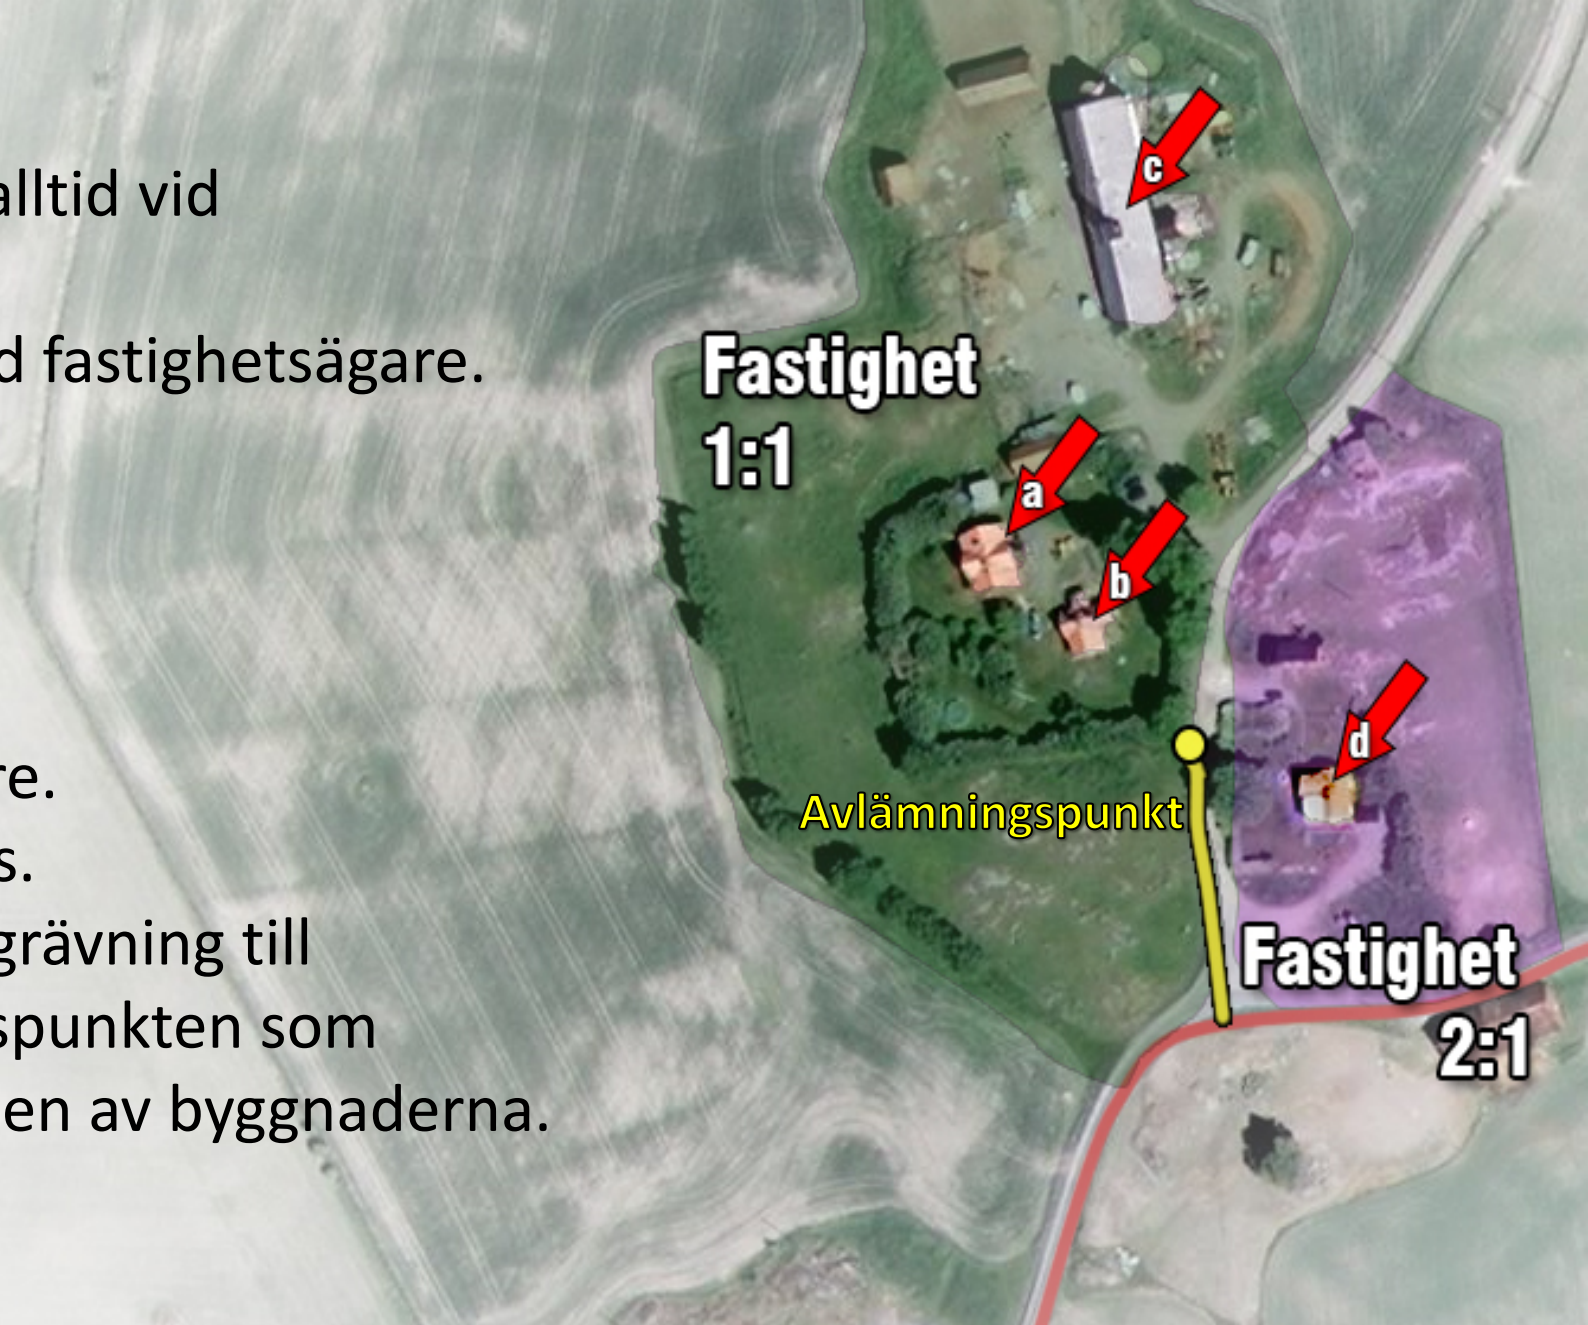 alltid vid
d fastighetsägare.
re.
s.
grävning till
spunkten som
en av byggnaderna.
c
Fastighet
1:1
a
b
d
Avlämningspunkt
Fastighet
2:1